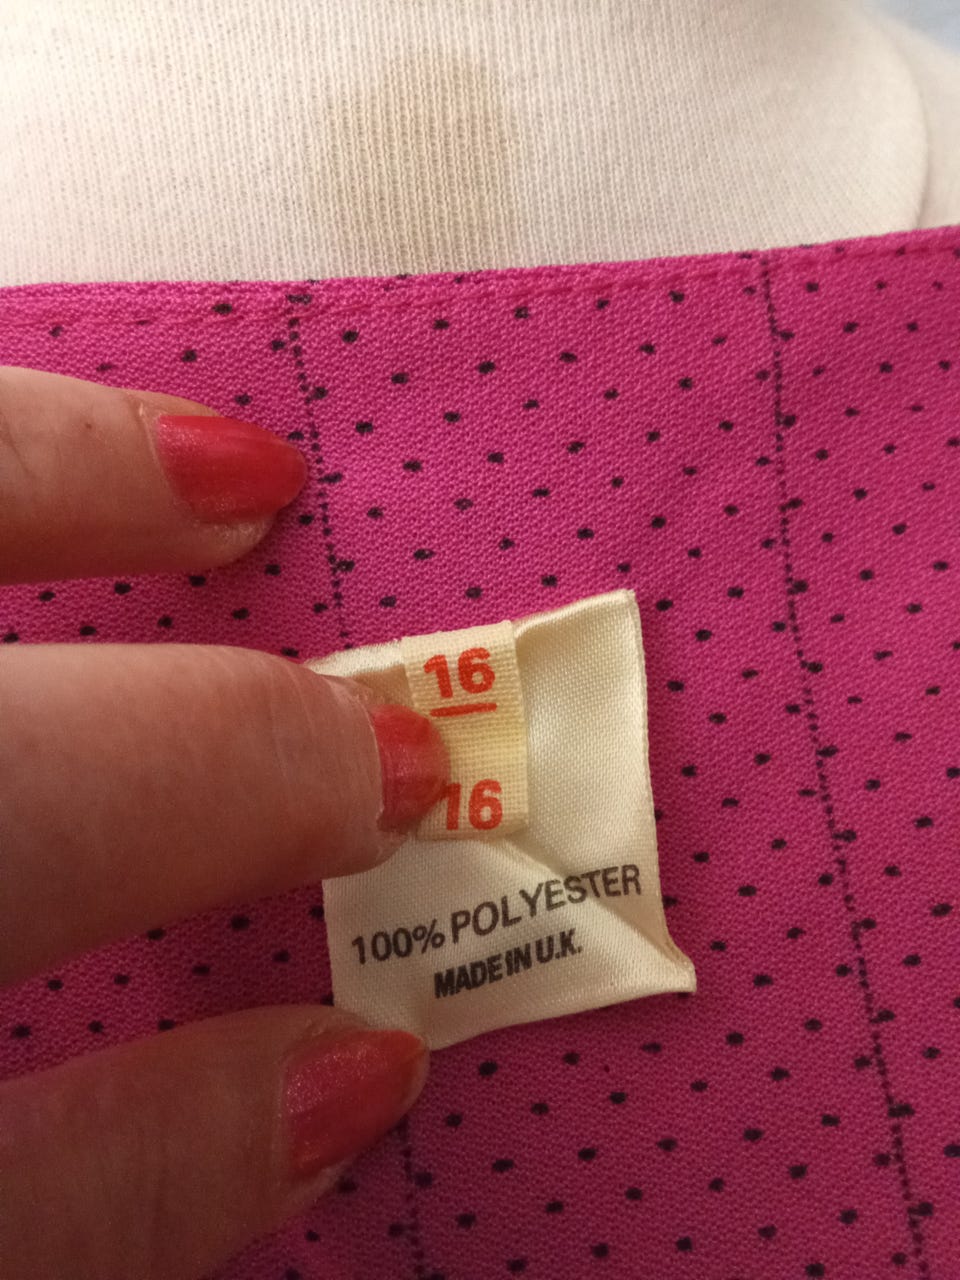 16
16
100% POLYESTER
MADE IN U.K.